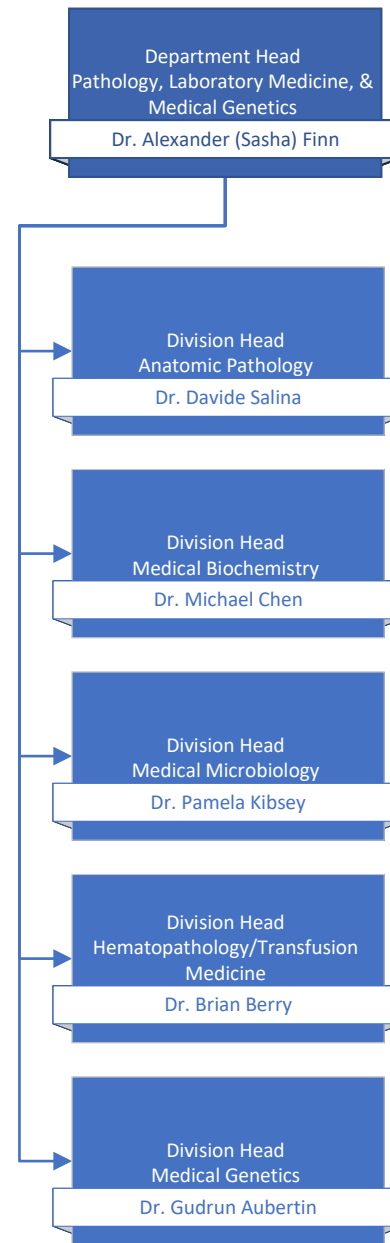 Department Head
Pathology, Laboratory Medicine, &
Medical Genetics
Dr. Alexander (Sasha) Finn
Division Head
Anatomic Pathology
Dr. Davide Salina
Division Head
Medical Biochemistry
Dr. Michael Chen
Division Head
Medical Microbiology
Dr. Pamela Kibsey
Division Head
Hematopathology/Transfusion
Medicine
Dr. Brian Berry
Division Head
Medical Genetics
Dr. Gudrun Aubertin